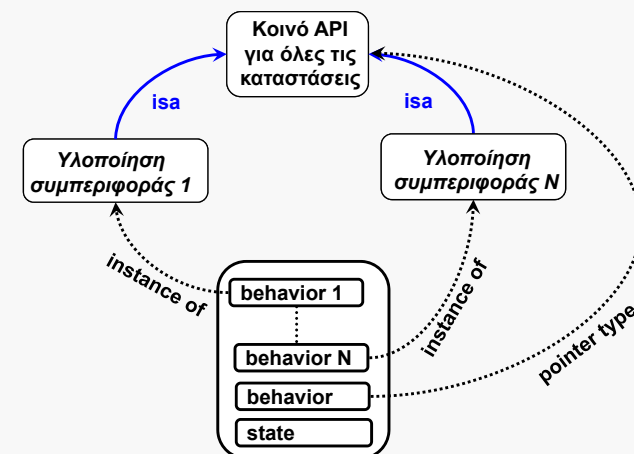 Κοινό API
για όλες τις
καταστάσεις
isa
isa
Υλοποίηση
συμπεριφοράς 1
Υλοποίηση
συμπεριφοράς N
instance of
behavior 1
instance of
behavior N
pointer type
behavior
state